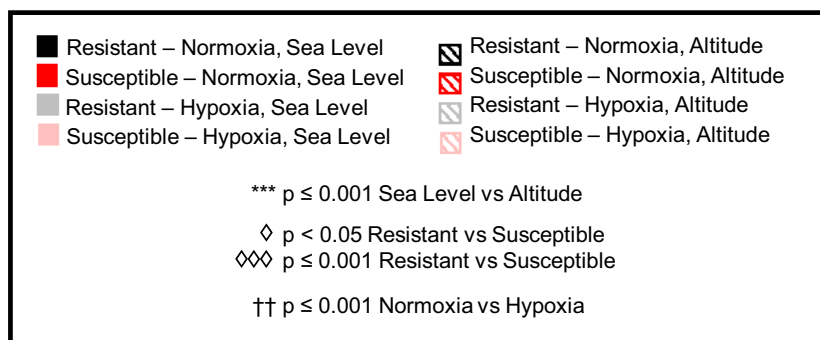 Resistant – Normoxia, Sea Level
Susceptible – Normoxia, Sea Level
Resistant – Hypoxia, Sea Level
Susceptible – Hypoxia, Sea Level
Resistant – Normoxia, Altitude
Susceptible – Normoxia, Altitude
Resistant – Hypoxia, Altitude
Susceptible – Hypoxia, Altitude
*** p ≤ 0.001 Sea Level vs Altitude
◊ p < 0.05 Resistant vs Susceptible
◊◊◊ p ≤ 0.001 Resistant vs Susceptible
†† p ≤ 0.001 Normoxia vs Hypoxia